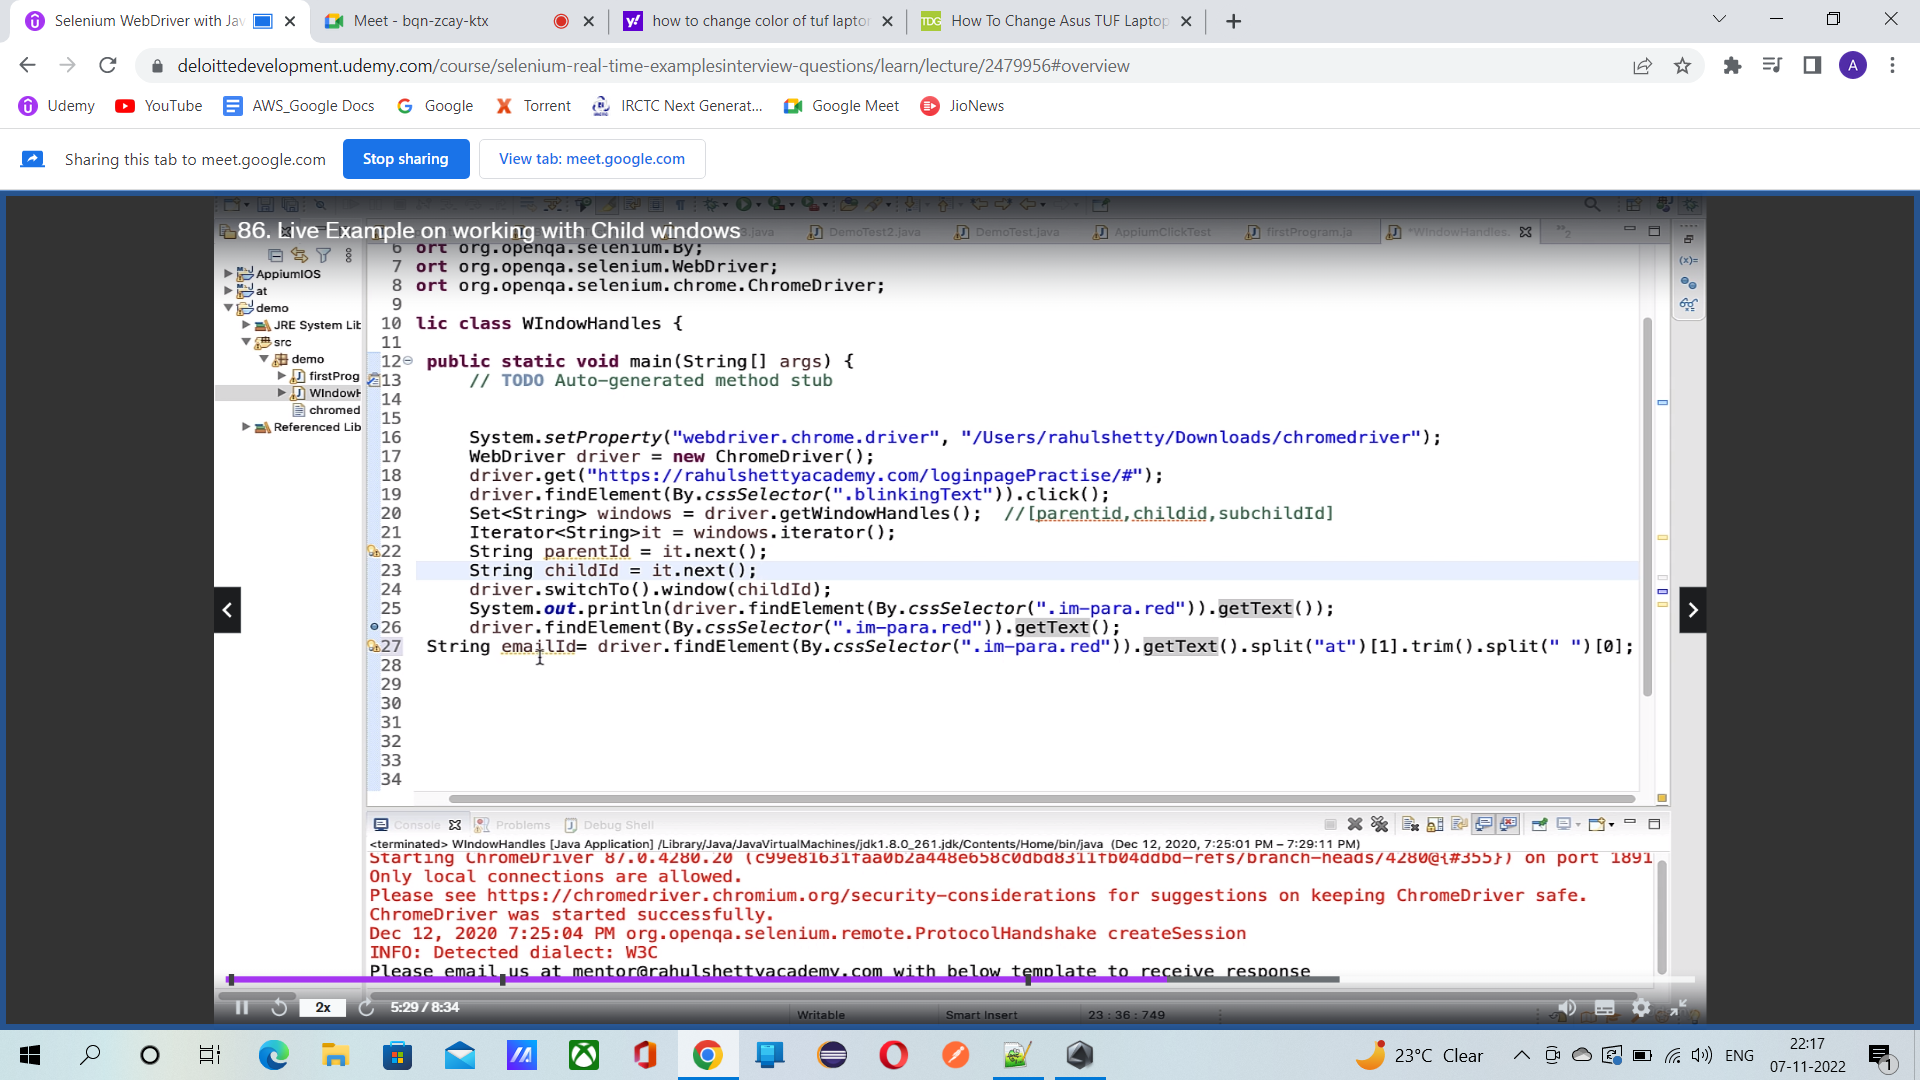 Selenium WebDriver with Jav
Meet - bqn-zcay-ktx
how to change color of tuf laptop
How To Change Asus TUF Laptop
deloittedevelopment.udemy.com/course/selenium-real-time-examplesinterview-questions/learn/lecture/2479956#overview
A
Udemy
YouTube
AWS_Google Docs
Google
Torrent
IRCTC Next Generat...
Google Meet
JioNews
Sharing this tab to meet.google.com
Stop sharing
View tab: meet.google.com
86. Live Example on working with Child windows
DemoTest2.java
DemoTest.java
AppiumClickTest
firstProgram.ja
*WindowHandles.
AppiumIOS
at
demo
JRE System Lib
src
demo
firstProg
WIndowH
chromed
Referenced Lib
6 ort org.openqa.selenium.By;
7 ort org.openqa.selenium.WebDriver;
8 ort org.openqa.selenium.chrome.ChromeDriver;
9
10 lic class WIndowHandles {
11
12 public static void main(String[] args) {
13 // TODO Auto-generated method stub
14
15
16 System.setProperty("webdriver.chrome.driver", "/Users/rahulshetty/Downloads/chromedriver");
17 WebDriver driver = new ChromeDriver();
18 driver.get("https://rahulshettyacademy.com/loginpagePractise/#");
19 driver.findElement(By.cssSelector(".blinkingText")).click();
20 Set<String> windows = driver.getWindowHandles(); //[parentid,childid,subchildId]
21 Iterator<String>it = windows.iterator();
22 String parentId = it.next();
23 String childId = it.next();
24 driver.switchTo().window(childId);
25 System.out.println(driver.findElement(By.cssSelector(".im-para.red")).getText());
26 driver.findElement(By.cssSelector(".im-para.red")).getText();
27 String emailId= driver.findElement(By.cssSelector(".im-para.red")).getText().split("at")[1].trim().split(" ")[0];
28
29
30
31
32
33
34
Console
Problems
Debug Shell
<terminated> WIndowHandles [Java Application] /Library/Java/JavaVirtualMachines/jdk1.8.0_261.jdk/Contents/Home/bin/java (Dec 12, 2020, 7:25:01 PM – 7:29:11 PM)
Starting ChromeDriver 87.0.4280.20 (c99e81631faa0b2a448e658c0dbd8311fb04ddbd-refs/branch-heads/4280@{#355}) on port 1891
Only local connections are allowed.
Please see https://chromedriver.chromium.org/security-considerations for suggestions on keeping ChromeDriver safe.
ChromeDriver was started successfully.
Dec 12, 2020 7:25:04 PM org.openqa.selenium.remote.ProtocolHandshake createSession
INFO: Detected dialect: W3C
Please email us at mentor@rahulshettyacademy.com with below template to receive response
2x
5:29 / 8:34
Writable
Smart Insert
23 : 36 : 749
23°C Clear
ENG
22:17
07-11-2022
1